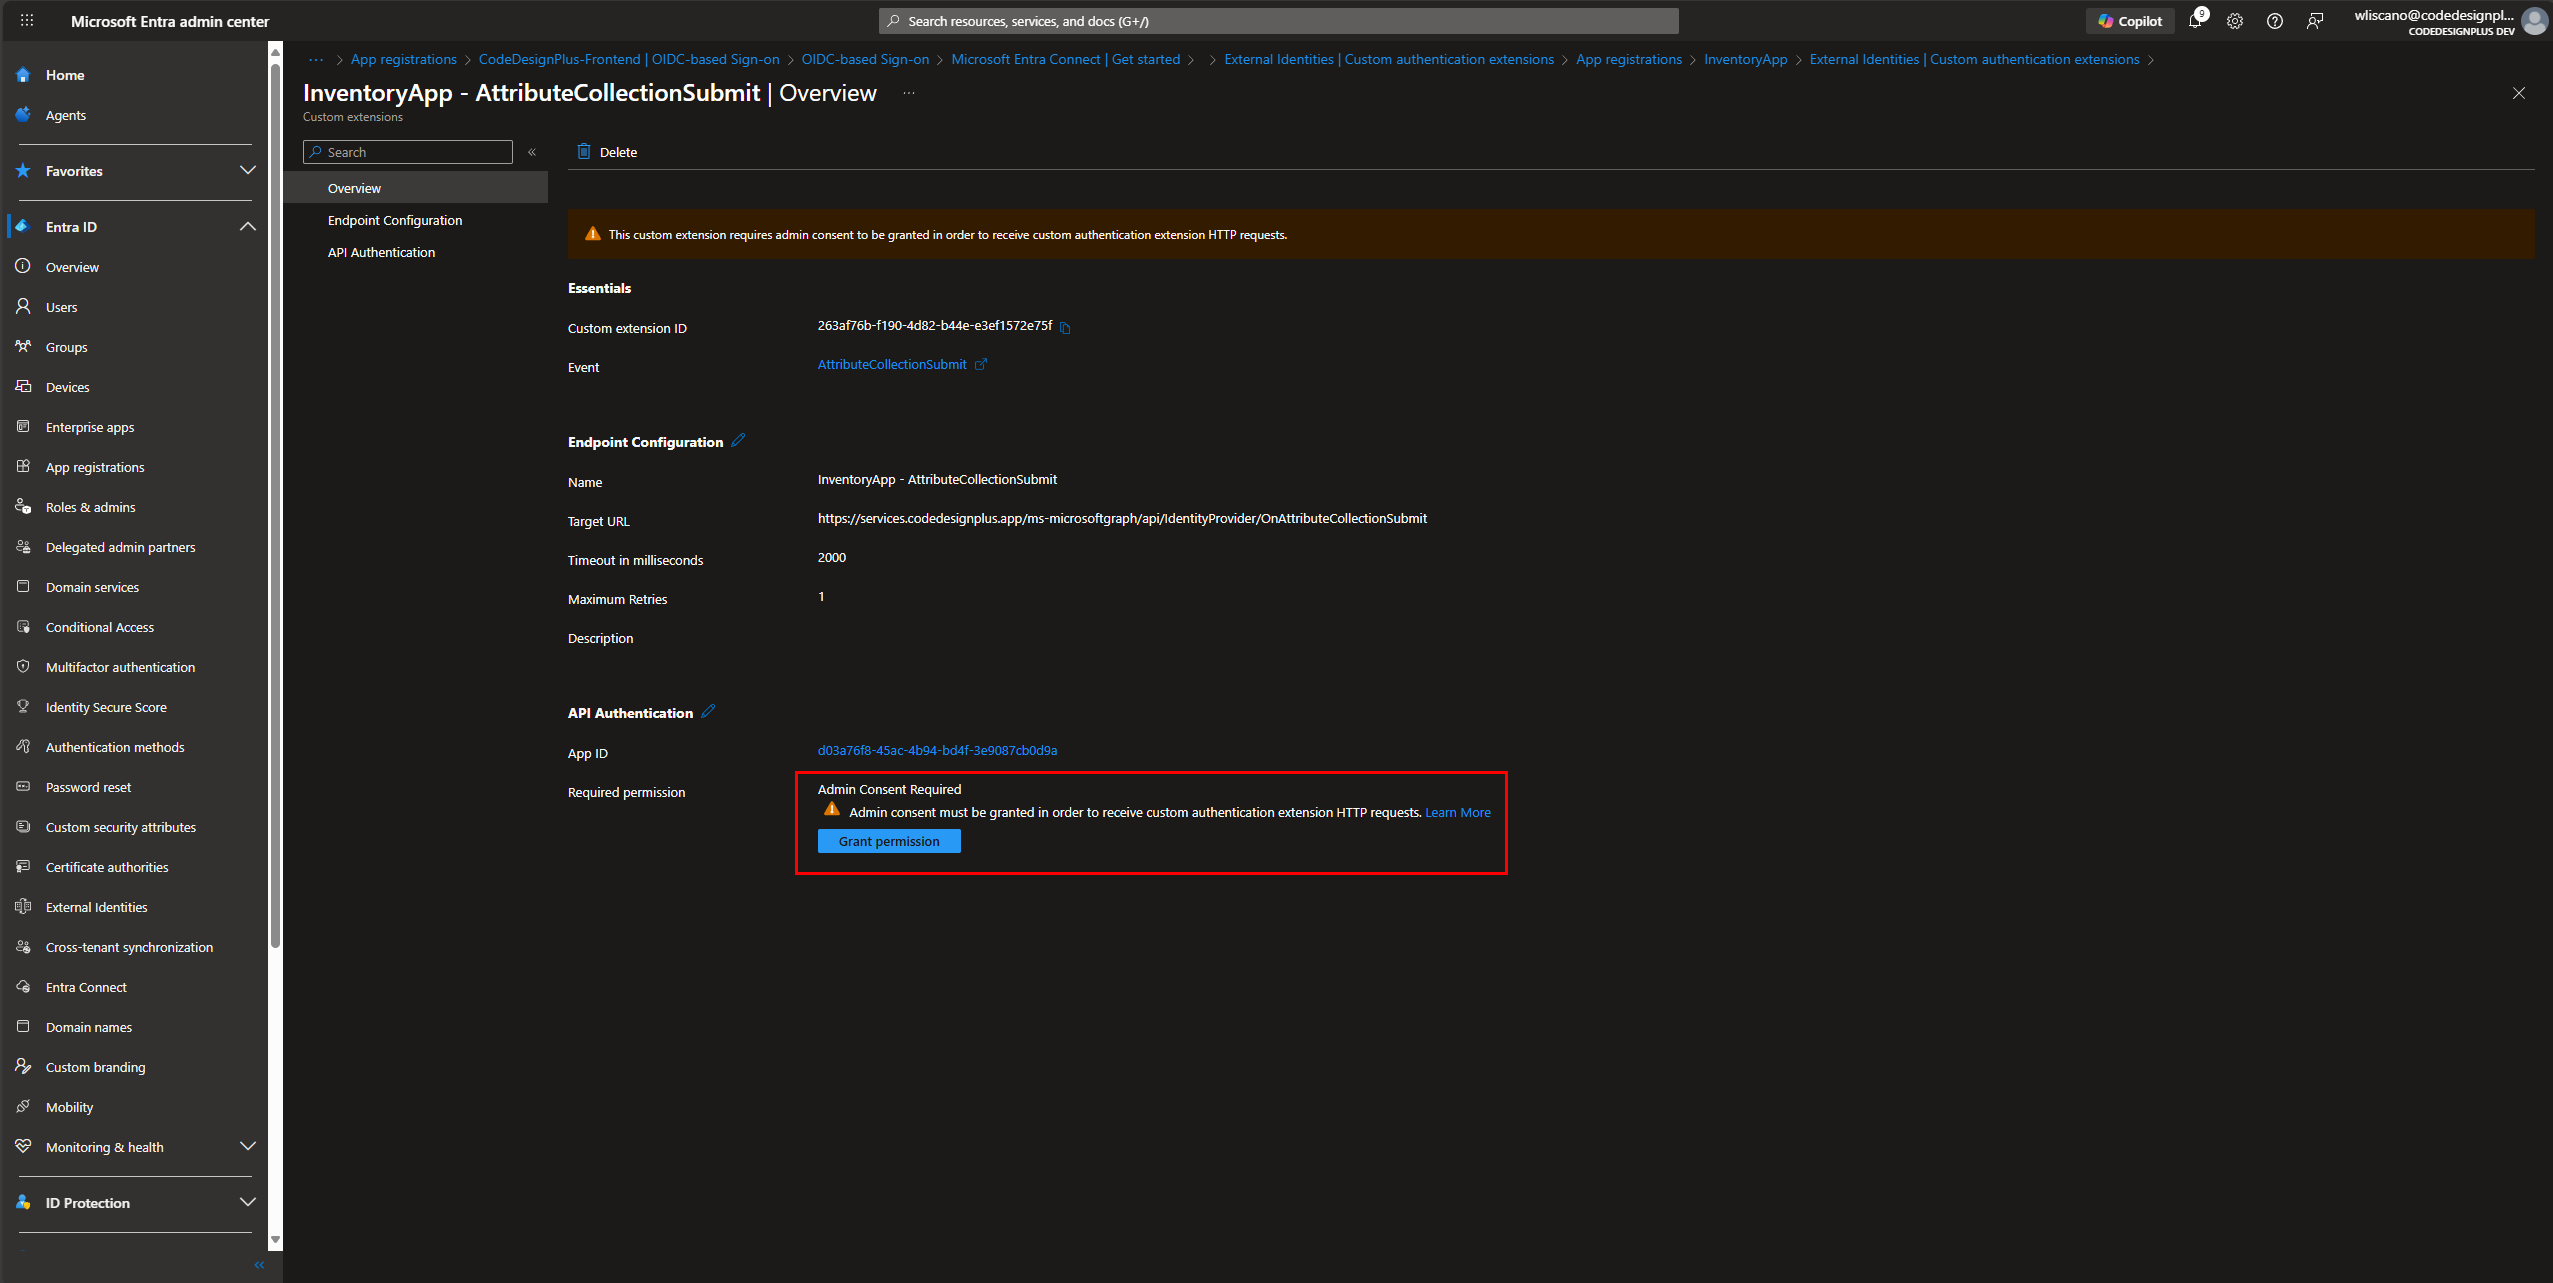 Microsoft Entra admin center
Search resources, services, and docs (G+/)
Copilot
9
wliscano@codedesignpl...
CODEDESIGNPLUS DEV
Home
Agents
Favorites
Entra ID
Overview
Users
Groups
Devices
Enterprise apps
App registrations
Roles & admins
Delegated admin partners
Domain services
Conditional Access
Multifactor authentication
Identity Secure Score
Authentication methods
Password reset
Custom security attributes
Certificate authorities
External Identities
Cross-tenant synchronization
Entra Connect
Domain names
Custom branding
Mobility
Monitoring & health
ID Protection
... > App registrations > CodeDesignPlus-Frontend | OIDC-based Sign-on > OIDC-based Sign-on > Microsoft Entra Connect | Get started > > External Identities | Custom authentication extensions > App registrations > InventoryApp > External Identities | Custom authentication extensions >
InventoryApp - AttributeCollectionSubmit | Overview ...
Custom extensions
Search
Overview
Endpoint Configuration
API Authentication
Delete
This custom extension requires admin consent to be granted in order to receive custom authentication extension HTTP requests.
Essentials
Custom extension ID 263af76b-f190-4d82-b44e-e3ef1572e75f
Event AttributeCollectionSubmit
Endpoint Configuration
Name InventoryApp - AttributeCollectionSubmit
Target URL https://services.codedesignplus.app/ms-microsoftgraph/api/IdentityProvider/OnAttributeCollectionSubmit
Timeout in milliseconds 2000
Maximum Retries 1
Description
API Authentication
App ID d03a76f8-45ac-4b94-bd4f-3e9087cb0d9a
Required permission Admin Consent Required
Admin consent must be granted in order to receive custom authentication extension HTTP requests. Learn More
Grant permission